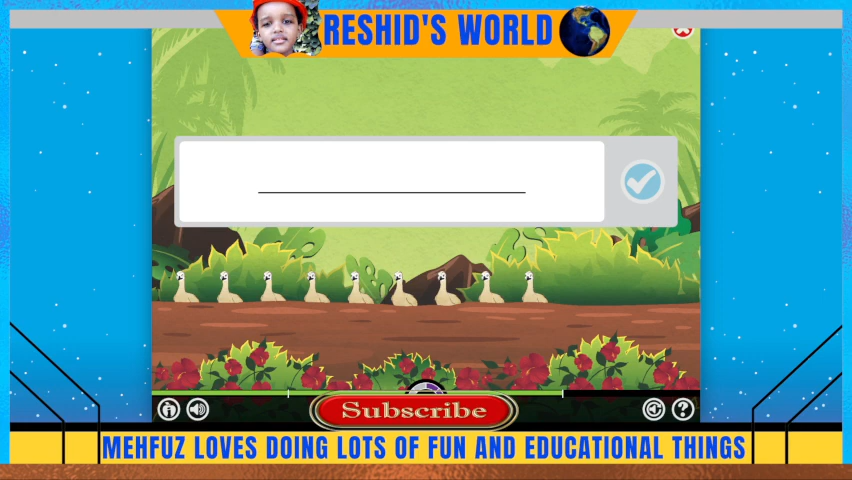 RESHID'S WORLD
Subscribe
MEHFUZ LOVES DOING LOTS OF FUN AND EDUCATIONAL THINGS